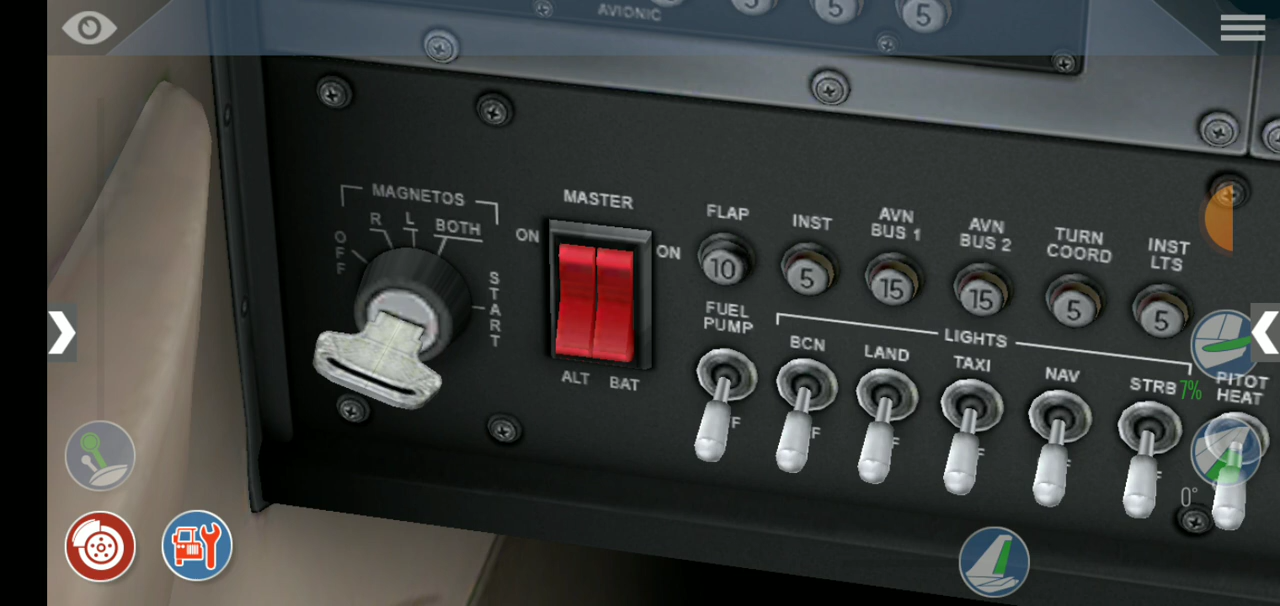 AVIONIC
5
5
5
MAGNETOS
R
L
BOTH
OFF
START
MASTER
ON
ON
ALT
BAT
FLAP
INST
AVN
BUS 1
AVN
BUS 2
TURN
COORD
INST
LTS
10
5
15
15
5
5
FUEL
PUMP
LIGHTS
BCN
LAND
TAXI
NAV
STRB
7%
PITOT
HEAT
F
F
F
F
0°